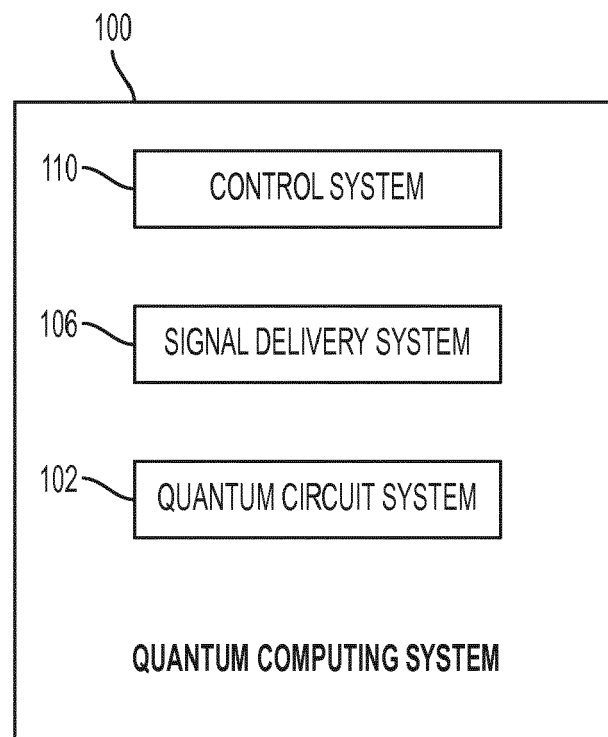 100
110
CONTROL SYSTEM
106
SIGNAL DELIVERY SYSTEM
102
QUANTUM CIRCUIT SYSTEM
QUANTUM COMPUTING SYSTEM